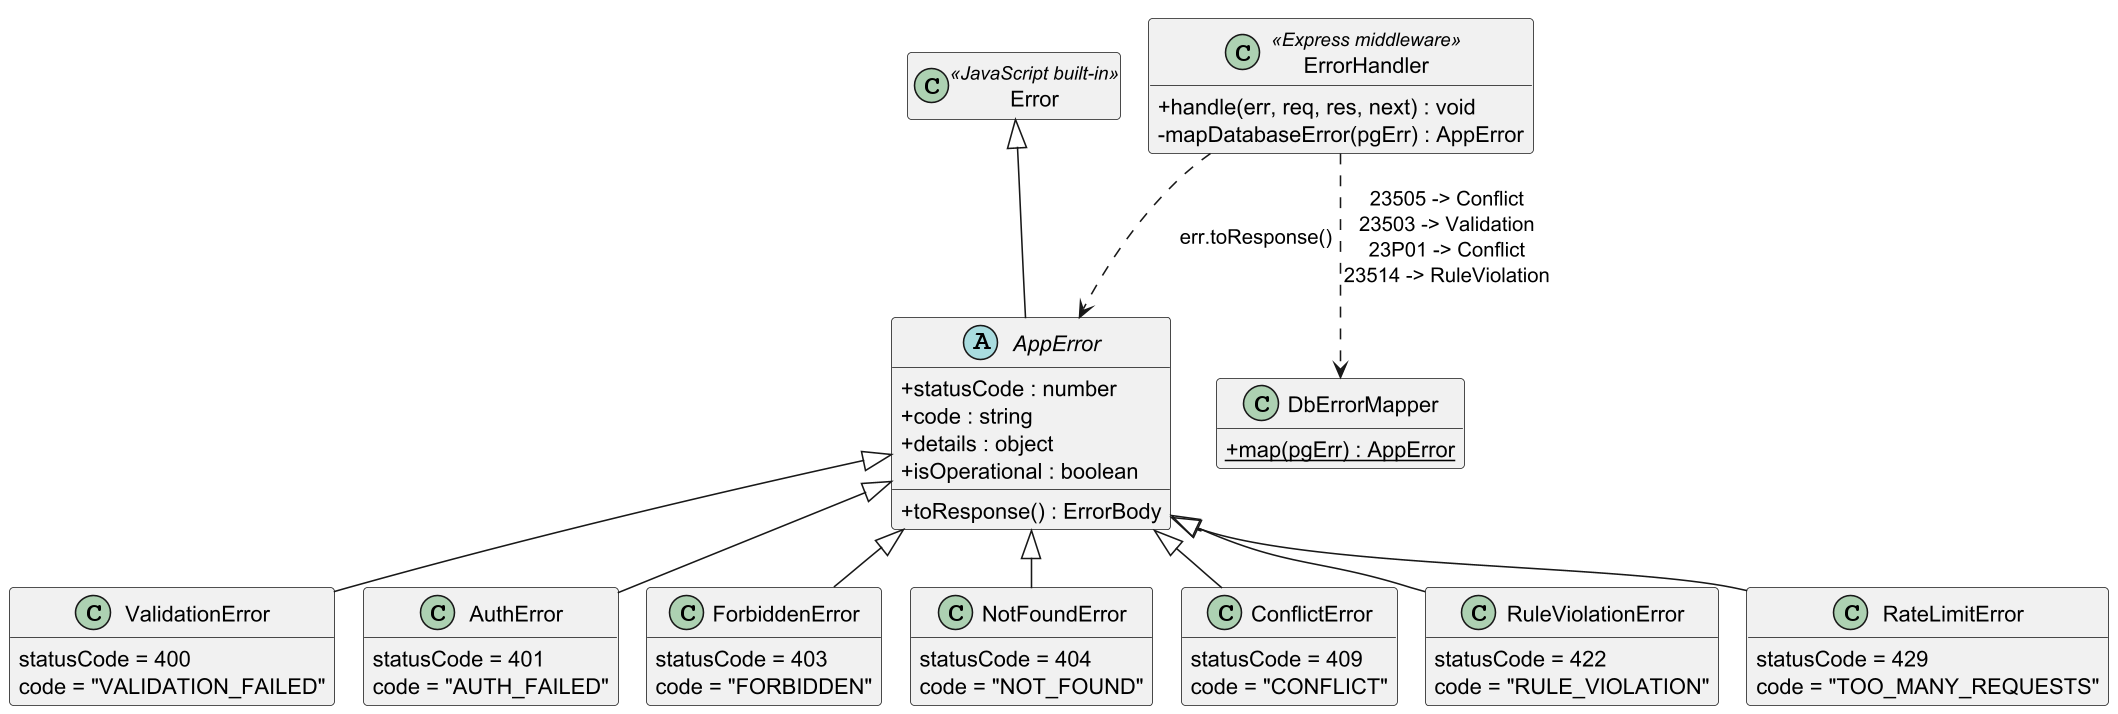 «JavaScript built-in»
C
Error
«Express middleware»
C
ErrorHandler
+handle(err, req, res, next) : void
-mapDatabaseError(pgErr) : AppError
err.toResponse()
23505 -> Conflict
23503 -> Validation
23P01 -> Conflict
23514 -> RuleViolation
A AppError
+statusCode : number
+code : string
+details : object
+isOperational : boolean
+toResponse() : ErrorBody
C DbErrorMapper
+map(pgErr) : AppError
C ValidationError
statusCode = 400
code = "VALIDATION_FAILED"
C AuthError
statusCode = 401
code = "AUTH_FAILED"
C ForbiddenError
statusCode = 403
code = "FORBIDDEN"
C NotFoundError
statusCode = 404
code = "NOT_FOUND"
C ConflictError
statusCode = 409
code = "CONFLICT"
C RuleViolationError
statusCode = 422
code = "RULE_VIOLATION"
C RateLimitError
statusCode = 429
code = "TOO_MANY_REQUESTS"